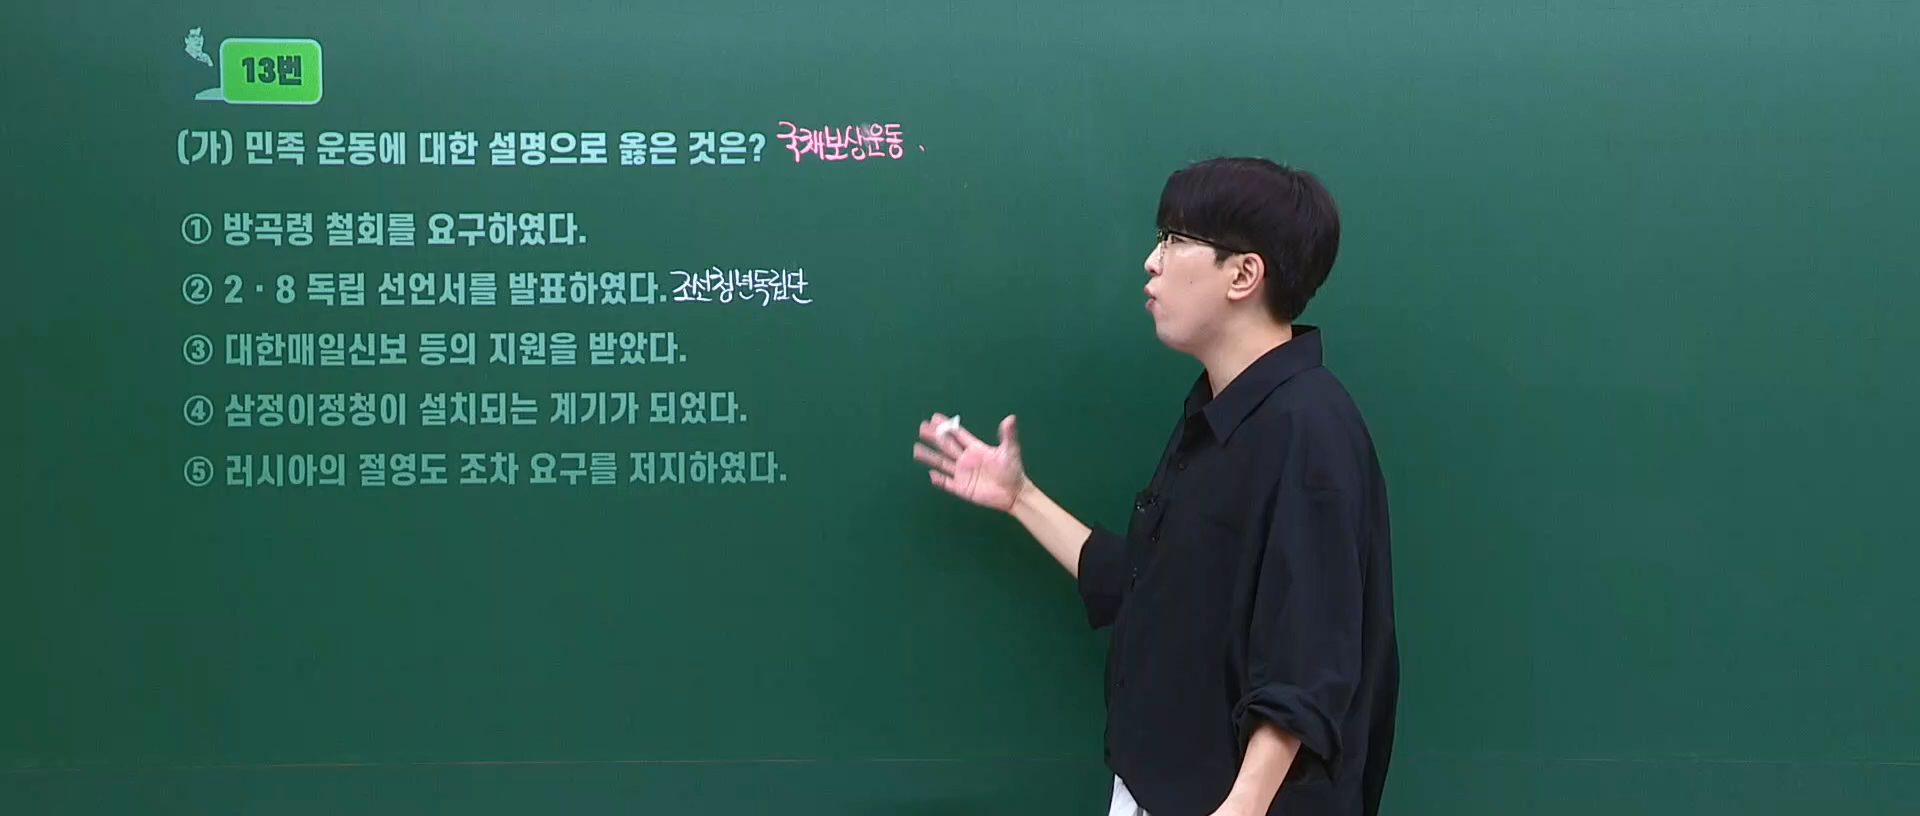 13번
(가) 민족 운동에 대한 설명으로 옳은 것은? 국채보상운동.
① 방곡령 철회를 요구하였다.
② 2·8 독립 선언서를 발표하였다. 조선청년독립단
③ 대한매일신보 등의 지원을 받았다.
④ 삼정이정청이 설치되는 계기가 되었다.
⑤ 러시아의 절영도 조차 요구를 저지하였다.